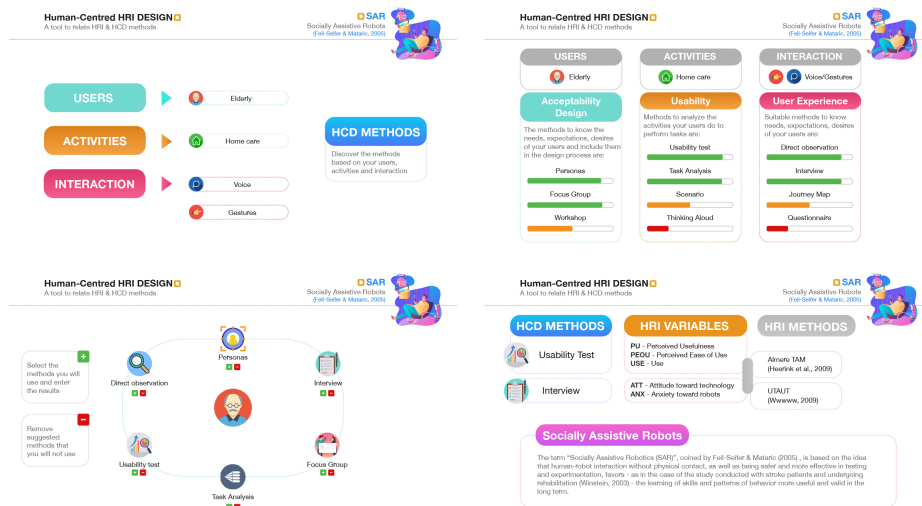 Human-Centred HRI DESIGN
A tool to relate HRI & HCD methods
SAR
Socially Assistive Robots
(Feil-Seifer & Mataric, 2005)
USERS
Elderly
ACTIVITIES
Home care
INTERACTION
Voice
Gestures
HCD METHODS
Discover the methods
based on your users,
activities and interaction
Human-Centred HRI DESIGN
A tool to relate HRI & HCD methods
SAR
Socially Assistive Robots
(Feil-Seifer & Mataric, 2005)
USERS
Elderly
Acceptability
Design
The methods to know the
needs, expectations, desires
of your users and include them
in the design process are:
Personas
Focus Group
Workshop
ACTIVITIES
Home care
Usability
Methods to analyze the
activities your users do to
perform tasks are:
Usability test
Task Analysis
Scenario
Thinking Aloud
INTERACTION
Voice/Gestures
User Experience
Suitable methods to know
needs, expectations, desires
of your users are:
Direct observation
Interview
Journey Map
Questionnaire
Human-Centred HRI DESIGN
A tool to relate HRI & HCD methods
SAR
Socially Assistive Robots
(Feil-Seifer & Mataric, 2005)
Select the
methods you will
use and enter
the results
Remove
suggested
methods that
you will not use
Personas
Direct observation
Interview
Usability test
Focus Group
Task Analysis
Human-Centred HRI DESIGN
A tool to relate HRI & HCD methods
SAR
Socially Assistive Robots
(Feil-Seifer & Mataric, 2005)
HCD METHODS
Usability Test
Interview
HRI VARIABLES
PU - Perceived Usefulness
PEOU - Perceived Ease of Use
USE - Use
ATT - Attitude toward technology
ANX - Anxiety toward robots
HRI METHODS
Almere TAM
(Heerink et al., 2009)
UTAUT
(Wwwww, 2009)
Socially Assistive Robots
The term "Socially Assistive Robotics (SAR)", coined by Feil-Seifer & Mataric (2005) , is based on the idea
that human-robot interaction without physical contact, as well as being safer and more effective in testing
and experimentation, favors - as in the case of the study conducted with stroke patients and undergoing
rehabilitation (Winstein, 2003) - the learning of skills and patterns of behavior more useful and valid in the
long term.